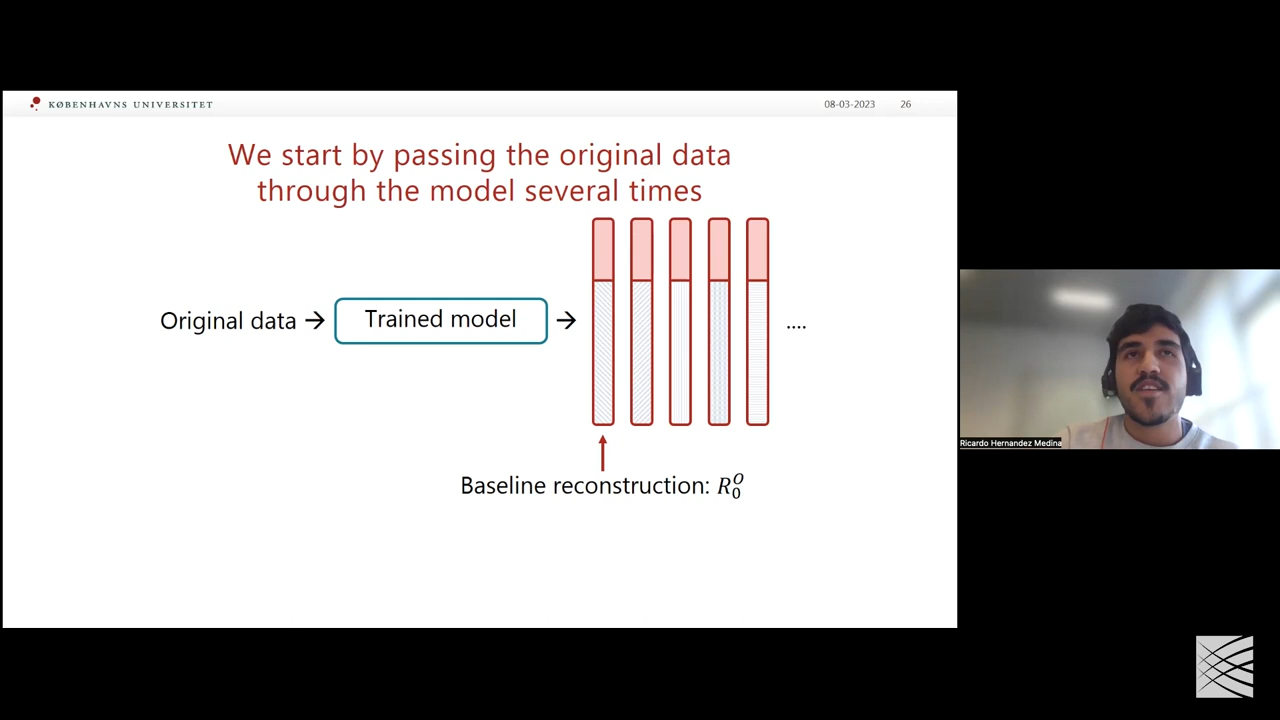 KØBENHAVNS UNIVERSITET
08-03-2023 26
We start by passing the original data
through the model several times
Original data → Trained model → ....
Baseline reconstruction: R₀ᴼ
Ricardo Hernandez Medina